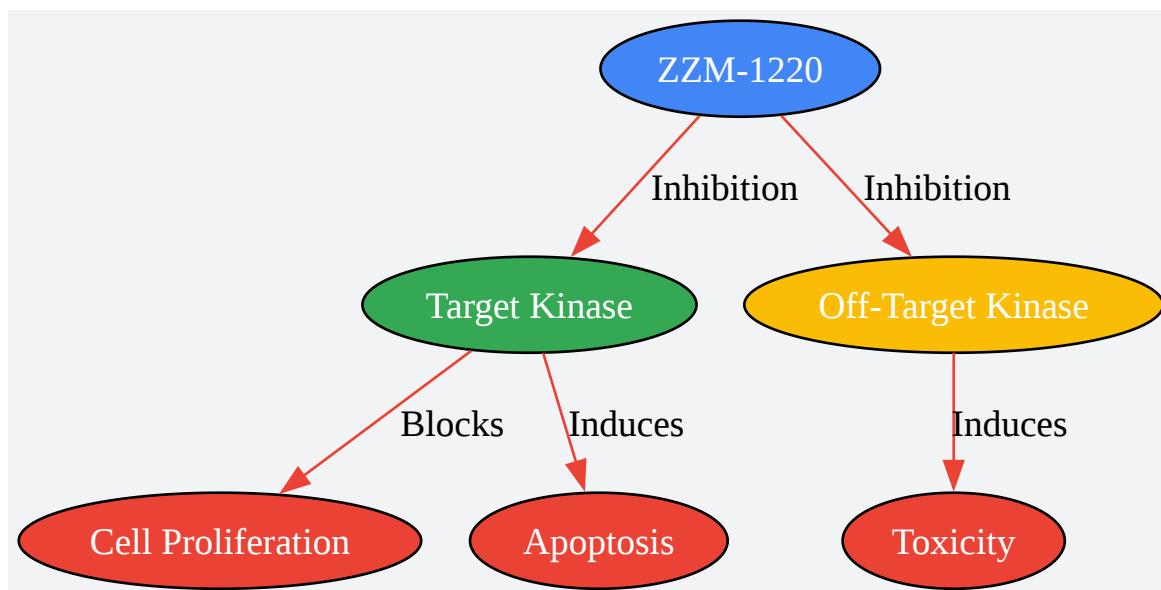 ZZM-1220
Inhibition
Inhibition
Target Kinase
Off-Target Kinase
Blocks
Induces
Induces
Cell Proliferation
Apoptosis
Toxicity